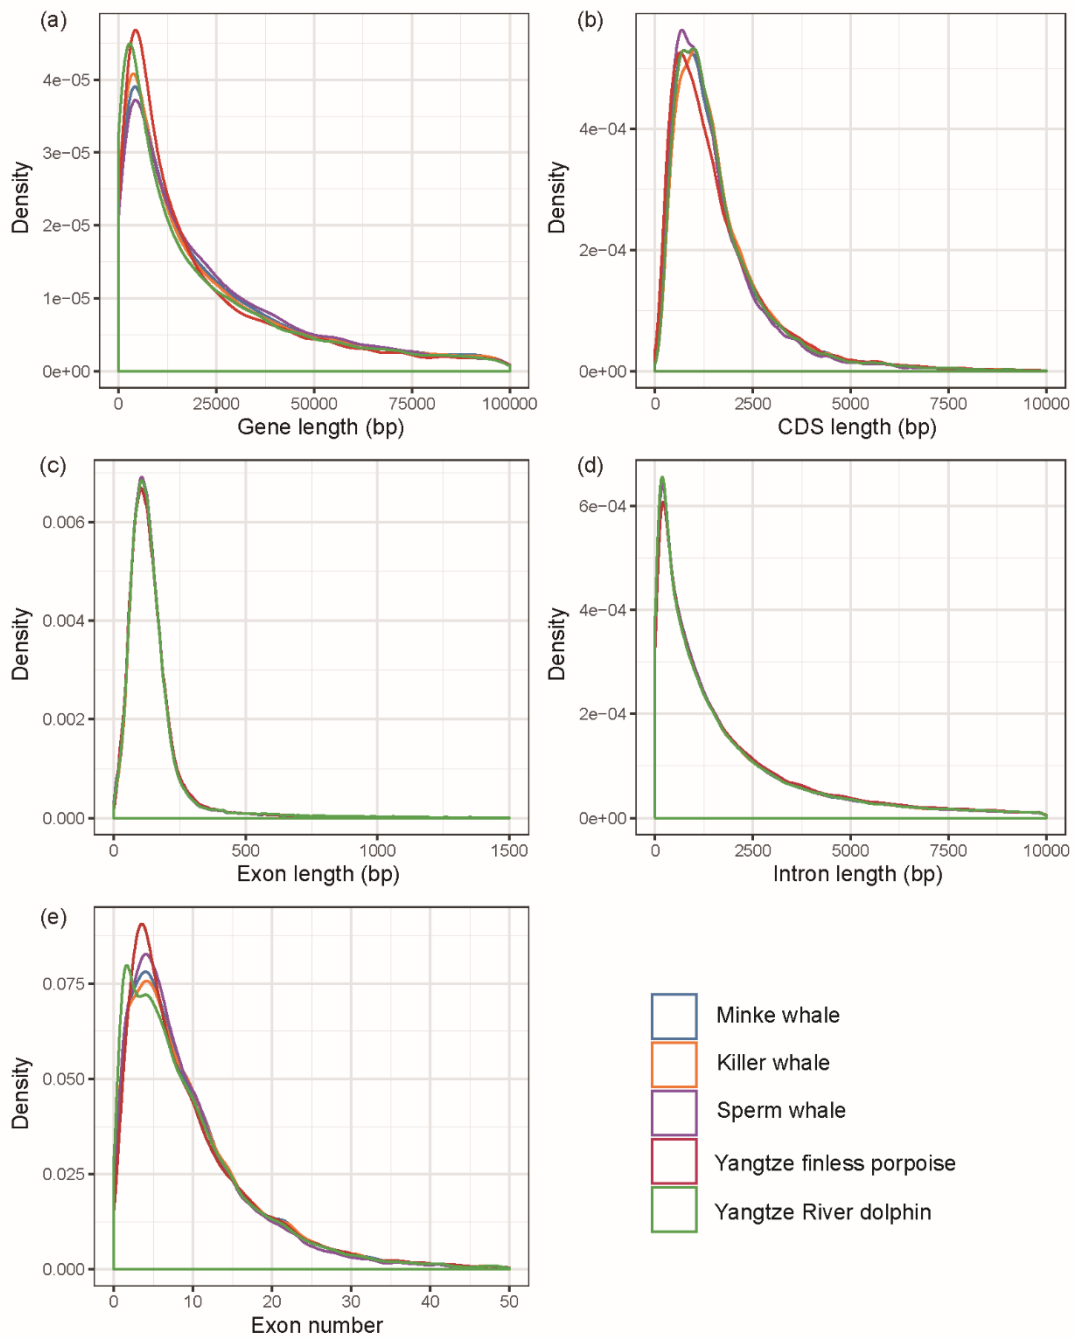 (a)
Density
4e-05
3e-05
2e-05
1e-05
0e+00
0 25000 50000 75000 100000
Gene length (bp)
(b)
Density
4e-04
2e-04
0e+00
0 2500 5000 7500 10000
CDS length (bp)
(c)
Density
0.006
0.004
0.002
0.000
0 500 1000 1500
Exon length (bp)
(d)
Density
6e-04
4e-04
2e-04
0e+00
0 2500 5000 7500 10000
Intron length (bp)
(e)
Density
0.075
0.050
0.025
0.000
0 10 20 30 40 50
Exon number
Minke whale
Killer whale
Sperm whale
Yangtze finless porpoise
Yangtze River dolphin